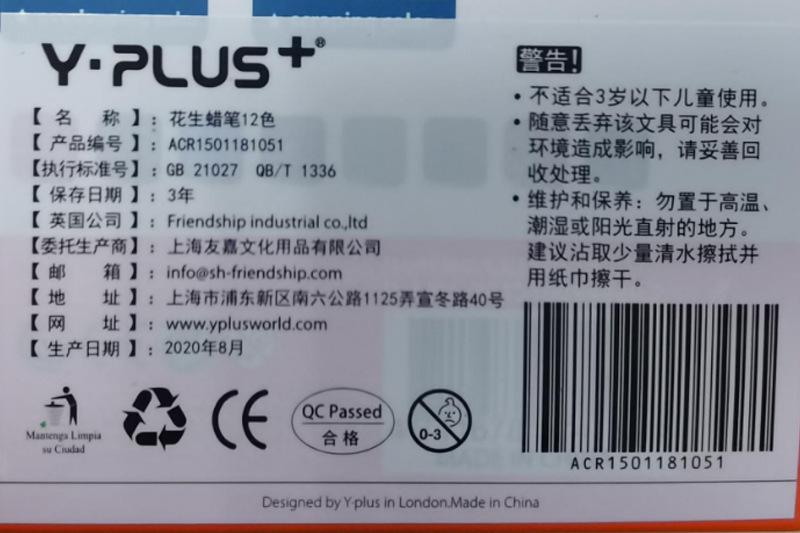 Y·PLUS+®
【 名 称 】：花生蜡笔12色
【 产品编号 】：ACR1501181051
【执行标准号】：GB 21027 QB/T 1336
【 保存日期 】：3年
【 英国公司 】：Friendship industrial co.,ltd
【委托生产商】：上海友嘉文化用品有限公司
【 邮 箱 】：info@sh-friendship.com
【 地 址 】：上海市浦东新区南六公路1125弄宣冬路40号
【 网 址 】：www.yplusworld.com
【 生产日期 】：2020年8月
警告!
• 不适合3岁以下儿童使用。
• 随意丢弃该文具可能会对
环境造成影响，请妥善回
收处理。
• 维护和保养：勿置于高温、
潮湿或阳光直射的地方。
建议沾取少量清水擦拭并
用纸巾擦干。
ACR1501181051
Mantenga Limpia
su Ciudad
CE
QC Passed
合格
0-3
Designed by Y-plus in London.Made in China